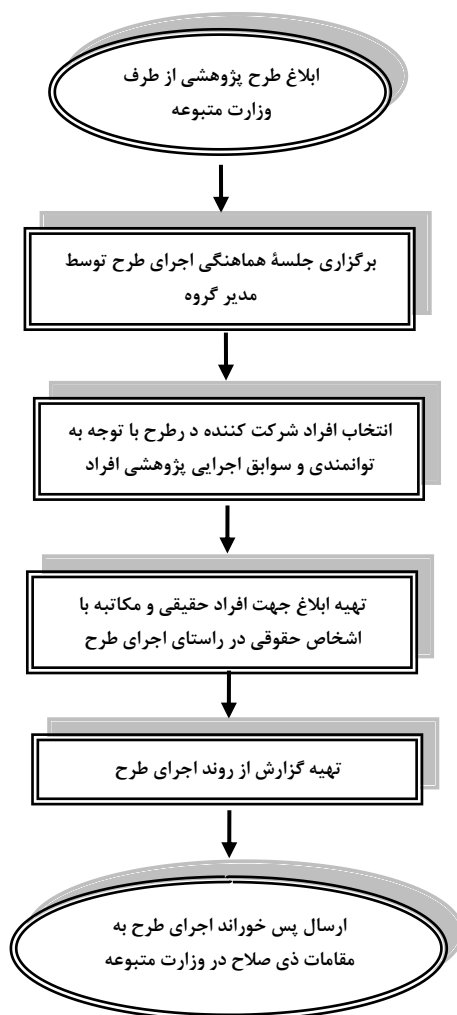 ابلاغ طرح پژوهشی از طرف
وزارت متبوعه
برگزاری جلسهٔ هماهنگی اجرای طرح توسط
مدیر گروه
انتخاب افراد شرکت کننده د رطرح با توجه به
توانمندی و سوابق اجرایی پژوهشی افراد
تهیه ابلاغ جهت افراد حقیقی و مکاتبه با
اشخاص حقوقی در راستای اجرای طرح
تهیه گزارش از روند اجرای طرح
ارسال پس خوراند اجرای طرح به
مقامات ذی صلاح در وزارت متبوعه